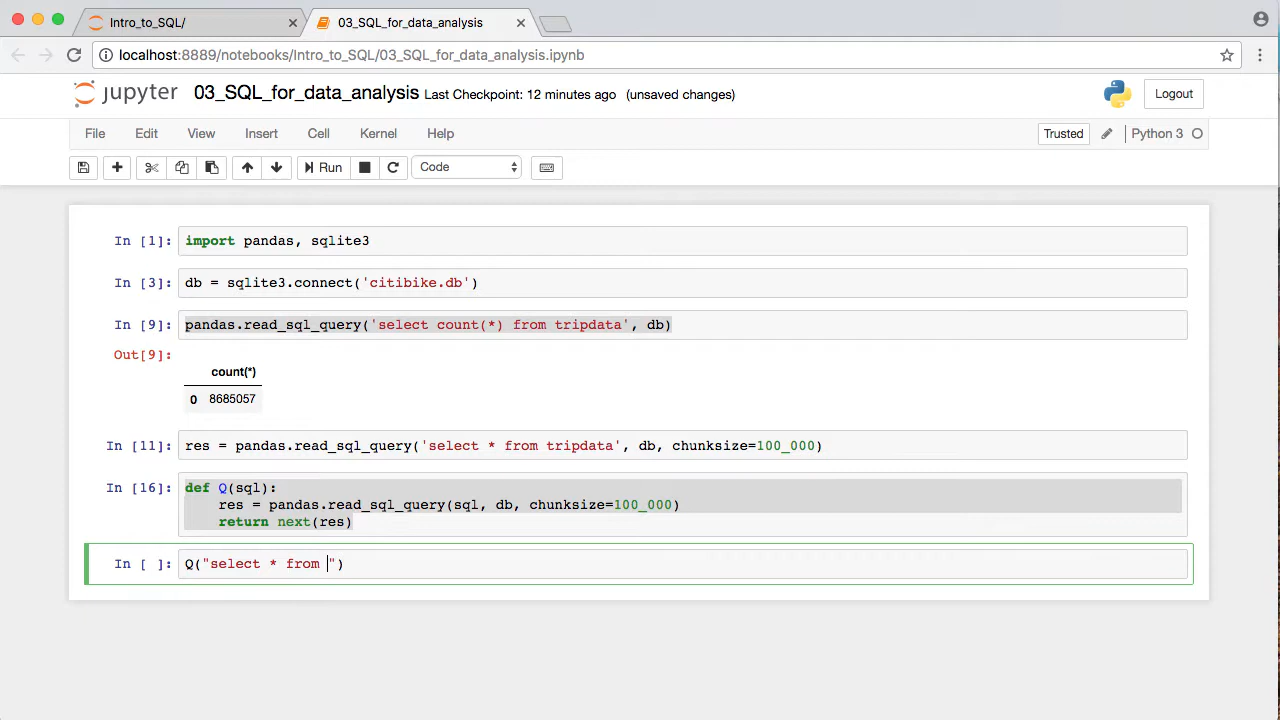 Intro_to_SQL/
03_SQL_for_data_analysis
localhost:8889/notebooks/Intro_to_SQL/03_SQL_for_data_analysis.ipynb
jupyter 03_SQL_for_data_analysis Last Checkpoint: 12 minutes ago (unsaved changes)
Logout
File Edit View Insert Cell Kernel Help
Trusted
Python 3
Run
Code
In [1]: import pandas, sqlite3
In [3]: db = sqlite3.connect('citibike.db')
In [9]: pandas.read_sql_query('select count(*) from tripdata', db)
Out[9]:
count(*)
0 8685057
In [11]: res = pandas.read_sql_query('select * from tripdata', db, chunksize=100_000)
In [16]: def Q(sql):
res = pandas.read_sql_query(sql, db, chunksize=100_000)
return next(res)
In [ ]: Q("select * from ")